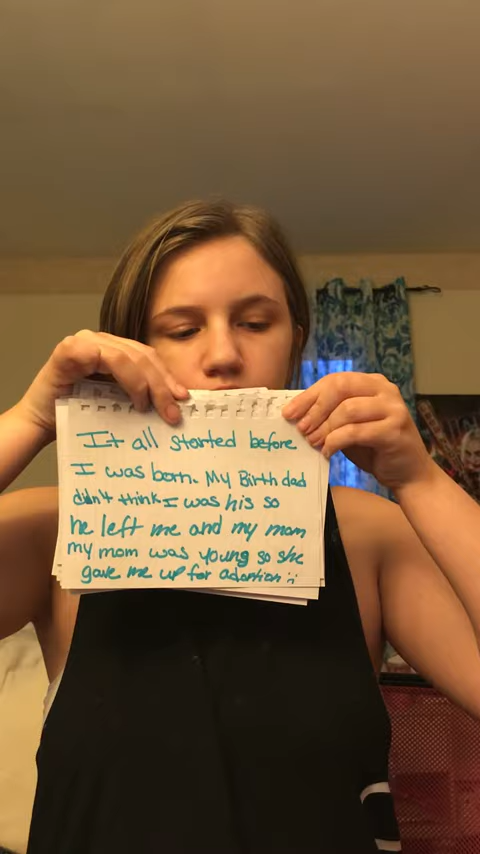 It all started before
I was born. My Birth dad
didn't think I was his so
he left me and my mom
my mom was young so she
gave me up for adoption :;